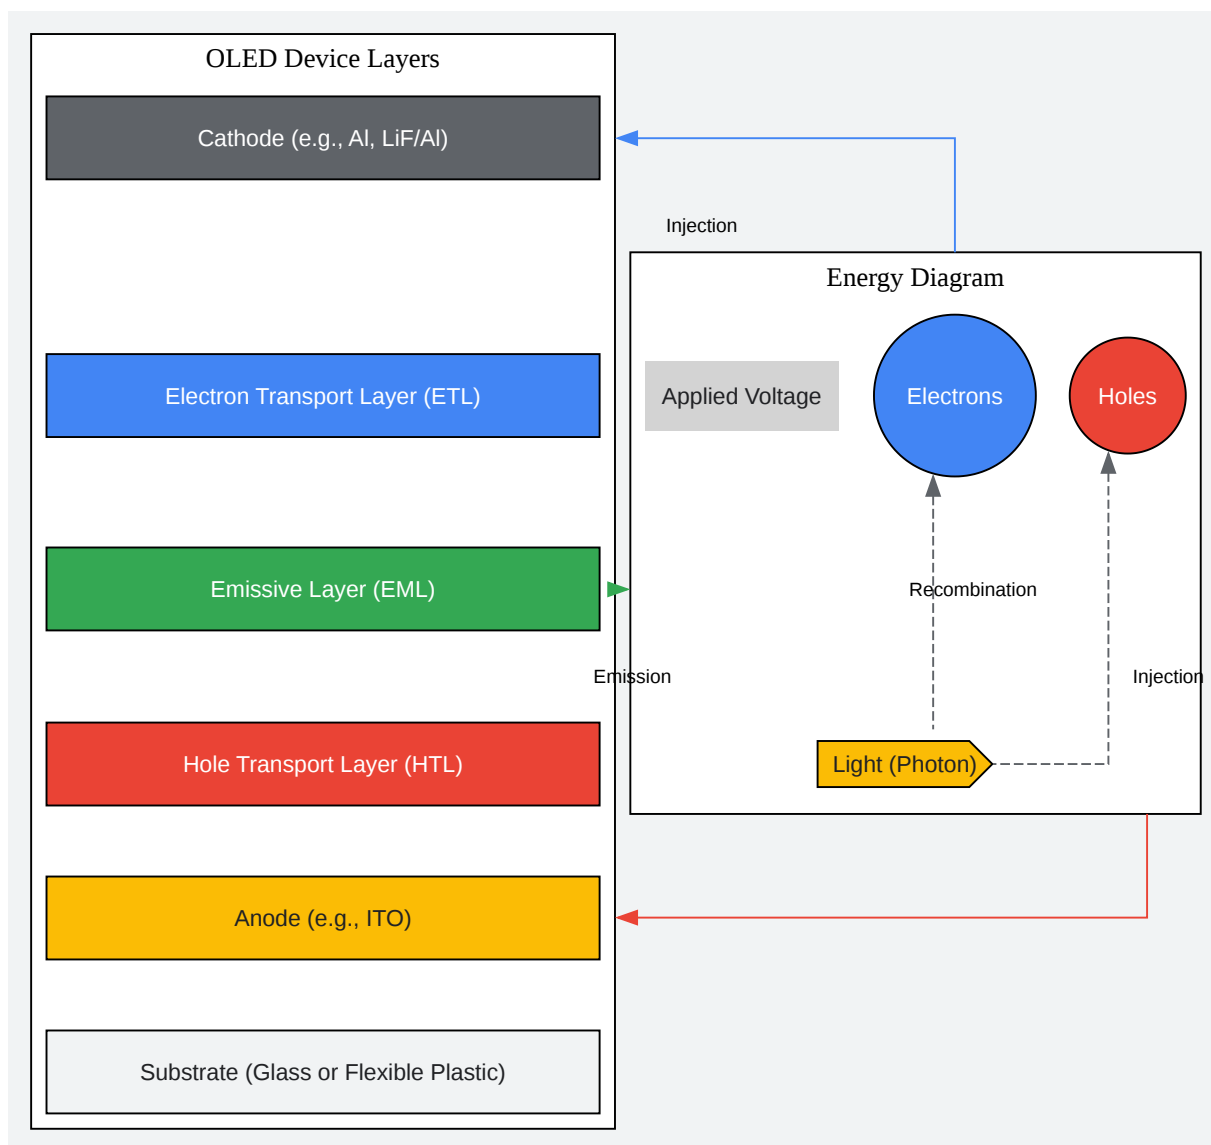 OLED Device Layers
Cathode (e.g., Al, LiF/Al)
Injection
Energy Diagram
Electron Transport Layer (ETL)
Applied Voltage
Electrons
Holes
Emissive Layer (EML)
Recombination
Emission
Injection
Hole Transport Layer (HTL)
Light (Photon)
Anode (e.g., ITO)
Substrate (Glass or Flexible Plastic)